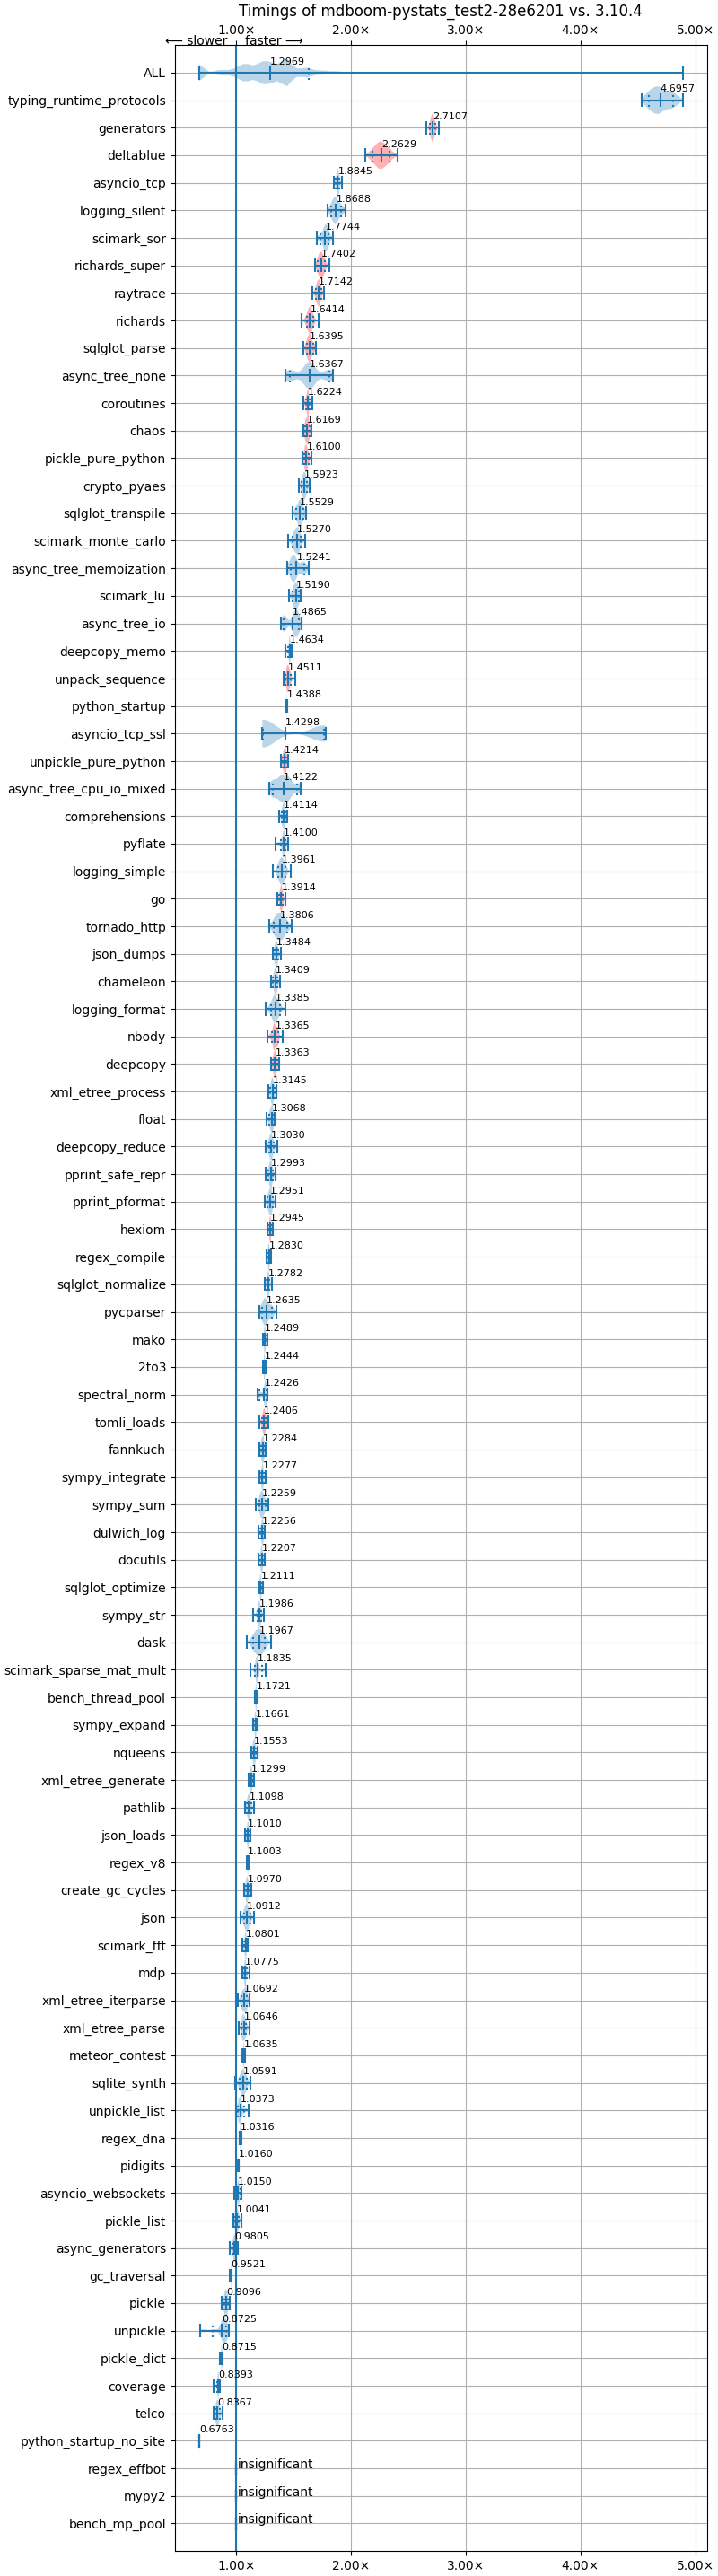 Timings of mdboom-pystats_test2-28e6201 vs. 3.10.4
1.00× 2.00× 3.00× 4.00× 5.00×
⟵ slower faster ⟶
ALL 1.2969
typing_runtime_protocols 4.6957
generators 2.7107
deltablue 2.2629
asyncio_tcp 1.8845
logging_silent 1.8688
scimark_sor 1.7744
richards_super 1.7402
raytrace 1.7142
richards 1.6414
sqlglot_parse 1.6395
async_tree_none 1.6367
coroutines 1.6224
chaos 1.6169
pickle_pure_python 1.6100
crypto_pyaes 1.5923
sqlglot_transpile 1.5529
scimark_monte_carlo 1.5270
async_tree_memoization 1.5241
scimark_lu 1.5190
async_tree_io 1.4865
deepcopy_memo 1.4634
unpack_sequence 1.4511
python_startup 1.4388
asyncio_tcp_ssl 1.4298
unpickle_pure_python 1.4214
async_tree_cpu_io_mixed 1.4122
comprehensions 1.4114
pyflate 1.4100
logging_simple 1.3961
go 1.3914
tornado_http 1.3806
json_dumps 1.3484
chameleon 1.3409
logging_format 1.3385
nbody 1.3365
deepcopy 1.3363
xml_etree_process 1.3145
float 1.3068
deepcopy_reduce 1.3030
pprint_safe_repr 1.2993
pprint_pformat 1.2951
hexiom 1.2945
regex_compile 1.2830
sqlglot_normalize 1.2782
pycparser 1.2635
mako 1.2489
2to3 1.2444
spectral_norm 1.2426
tomli_loads 1.2406
fannkuch 1.2284
sympy_integrate 1.2277
sympy_sum 1.2259
dulwich_log 1.2256
docutils 1.2207
sqlglot_optimize 1.2111
sympy_str 1.1986
dask 1.1967
scimark_sparse_mat_mult 1.1835
bench_thread_pool 1.1721
sympy_expand 1.1661
nqueens 1.1553
xml_etree_generate 1.1299
pathlib 1.1098
json_loads 1.1010
regex_v8 1.1003
create_gc_cycles 1.0970
json 1.0912
scimark_fft 1.0801
mdp 1.0775
xml_etree_iterparse 1.0692
xml_etree_parse 1.0646
meteor_contest 1.0635
sqlite_synth 1.0591
unpickle_list 1.0373
regex_dna 1.0316
pidigits 1.0160
asyncio_websockets 1.0150
pickle_list 1.0041
async_generators 0.9805
gc_traversal 0.9521
pickle 0.9096
unpickle 0.8725
pickle_dict 0.8715
coverage 0.8393
telco 0.8367
python_startup_no_site 0.6763
regex_effbot insignificant
mypy2 insignificant
bench_mp_pool insignificant
1.00× 2.00× 3.00× 4.00× 5.00×